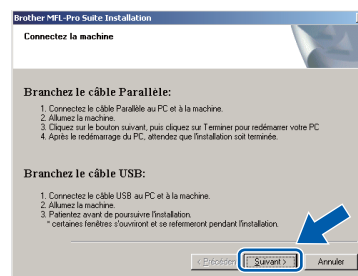 Brother MFL-Pro Suite Installation
Connectez la machine
Branchez le câble Parallèle:
1. Connectez le câble Parallèle au PC et à la machine.
2. Allumez la machine.
3. Cliquez sur le bouton suivant, puis cliquez sur Terminer pour redémarrer votre PC
4. Après le redémarrage du PC, attendez que l'installation soit terminée.
Branchez le câble USB:
1. Connectez le câble USB au PC et à la machine.
2. Allumez la machine.
3. Patientez avant de poursuivre l'installation.
* certaines fenêtres s'ouvriront et se refermeront pendant l'installation.
Suivant > Annuler